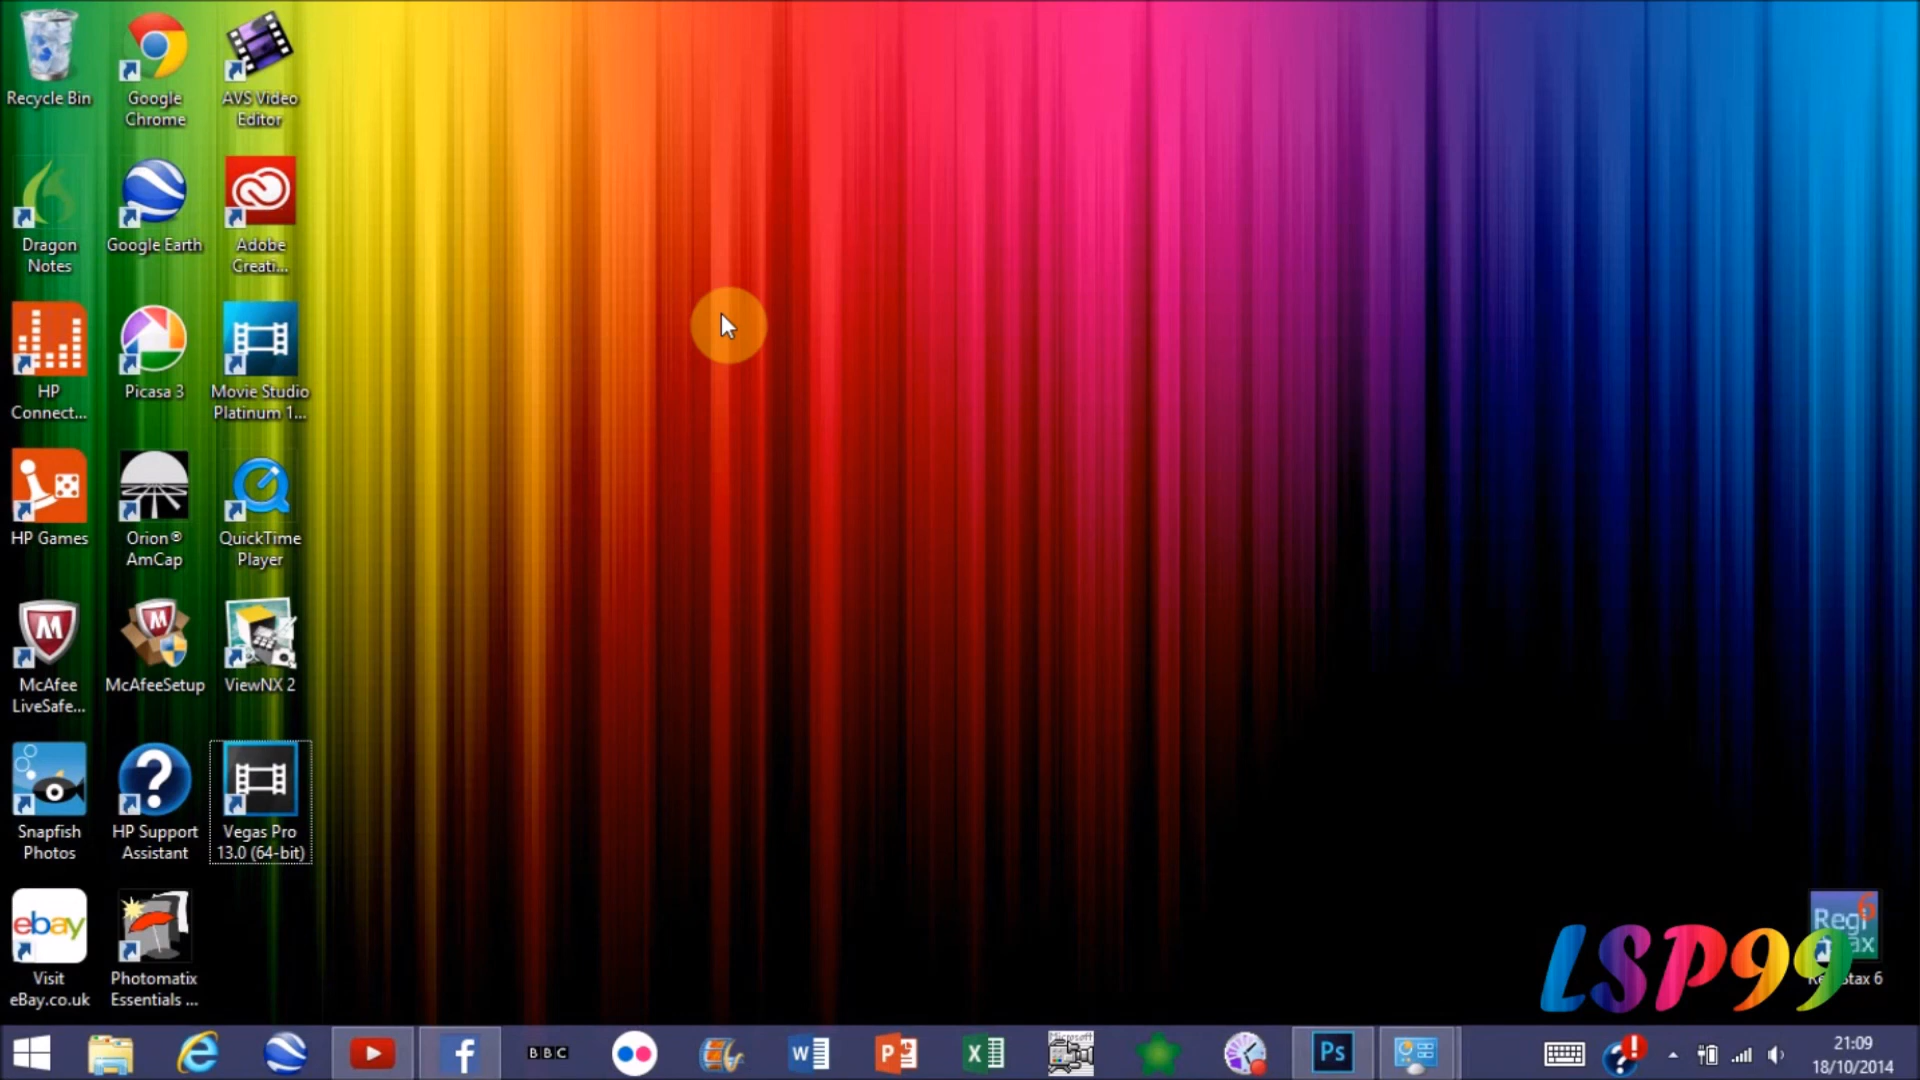 Recycle Bin
Google
Chrome
AVS Video
Editor
Dragon
Notes
Google Earth
Adobe
Creati...
HP
Connect...
Picasa 3
Movie Studio
Platinum 1...
HP Games
Orion®
AmCap
QuickTime
Player
McAfee
LiveSafe...
McAfeeSetup
ViewNX 2
Snapfish
Photos
HP Support
Assistant
Vegas Pro
13.0 (64-bit)
ebay
Visit
eBay.co.uk
Photomatix
Essentials ...
LSP99
BBC
Ps
21:09
18/10/2014